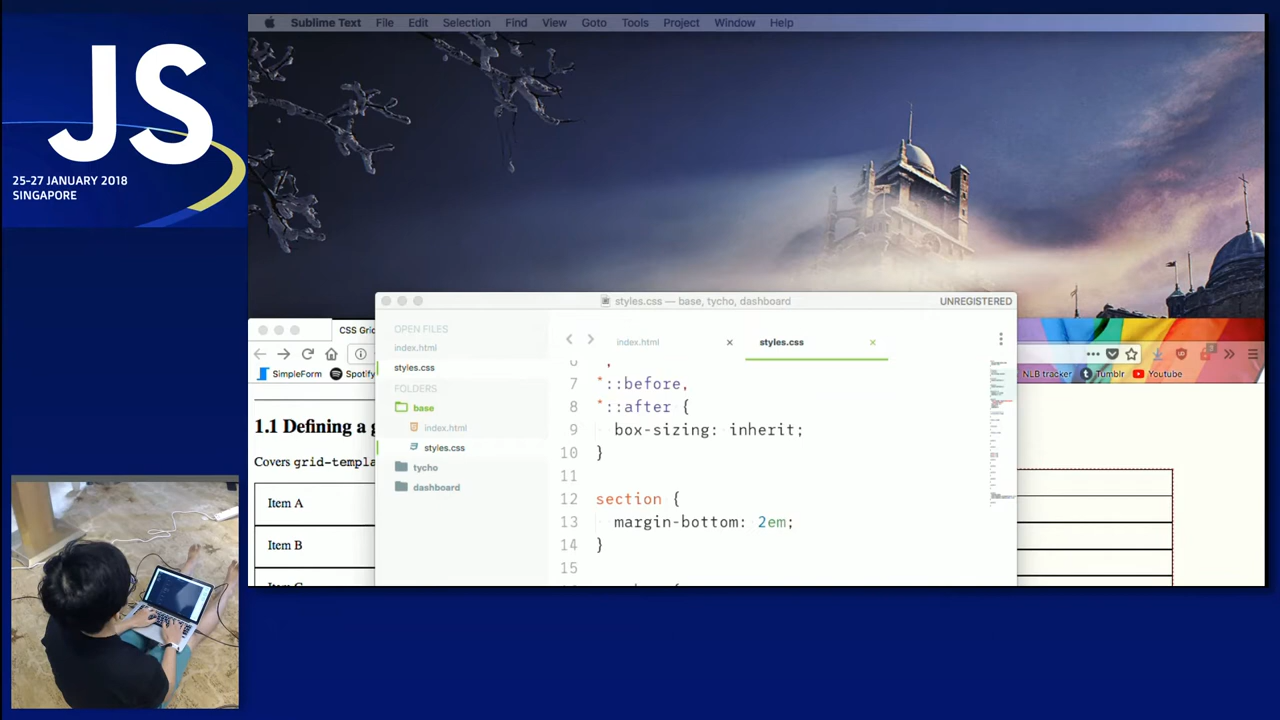 JS
25-27 JANUARY 2018
SINGAPORE
Sublime Text File Edit Selection Find View Goto Tools Project Window Help
styles.css — base, tycho, dashboard
UNREGISTERED
OPEN FILES
index.html
styles.css
FOLDERS
base
index.html
styles.css
tycho
dashboard
index.html × styles.css ×
7 *::before,
8 *::after {
9 box-sizing: inherit;
10 }
11
12 section {
13 margin-bottom: 2em;
14 }
15
CSS Gri
SimpleForm Spotify
NLB tracker Tumblr Youtube
1.1 Defining a g
Covers grid-templa
Item A
Item B